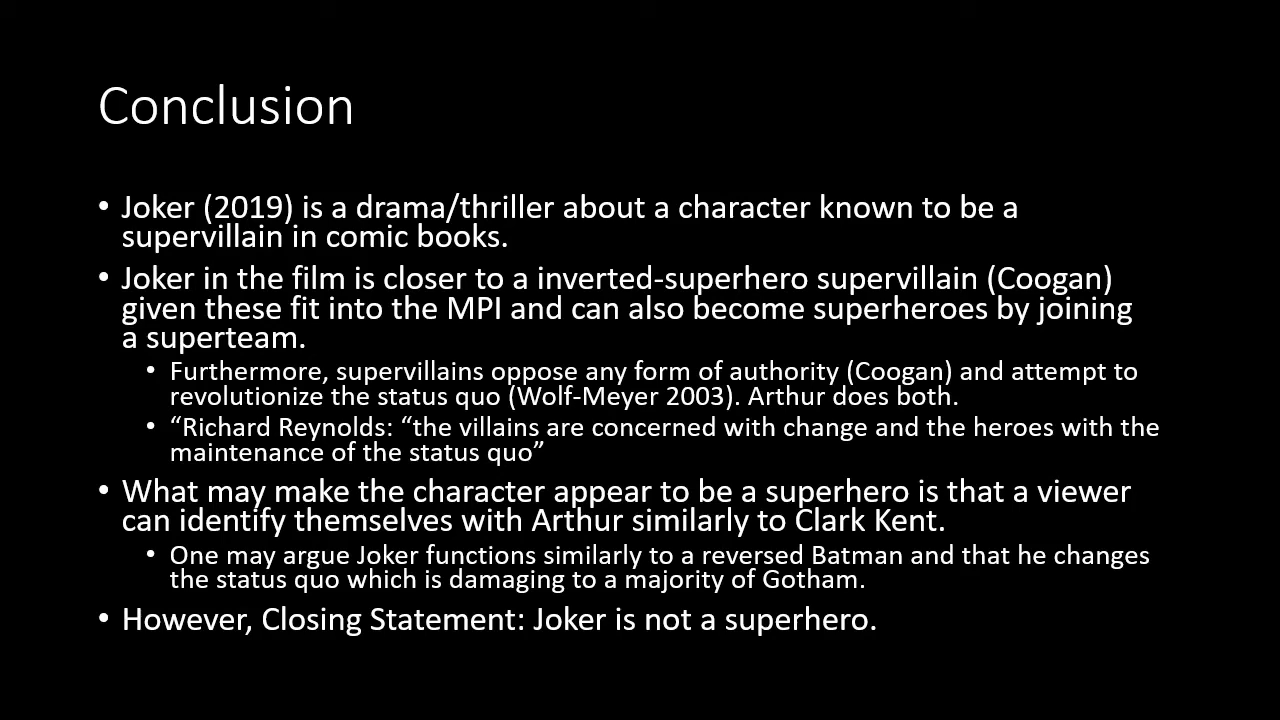 Conclusion
• Joker (2019) is a drama/thriller about a character known to be a
supervillain in comic books.
• Joker in the film is closer to a inverted-superhero supervillain (Coogan)
given these fit into the MPI and can also become superheroes by joining
a superteam.
• Furthermore, supervillains oppose any form of authority (Coogan) and attempt to
revolutionize the status quo (Wolf-Meyer 2003). Arthur does both.
• “Richard Reynolds: “the villains are concerned with change and the heroes with the
maintenance of the status quo”
• What may make the character appear to be a superhero is that a viewer
can identify themselves with Arthur similarly to Clark Kent.
• One may argue Joker functions similarly to a reversed Batman and that he changes
the status quo which is damaging to a majority of Gotham.
• However, Closing Statement: Joker is not a superhero.